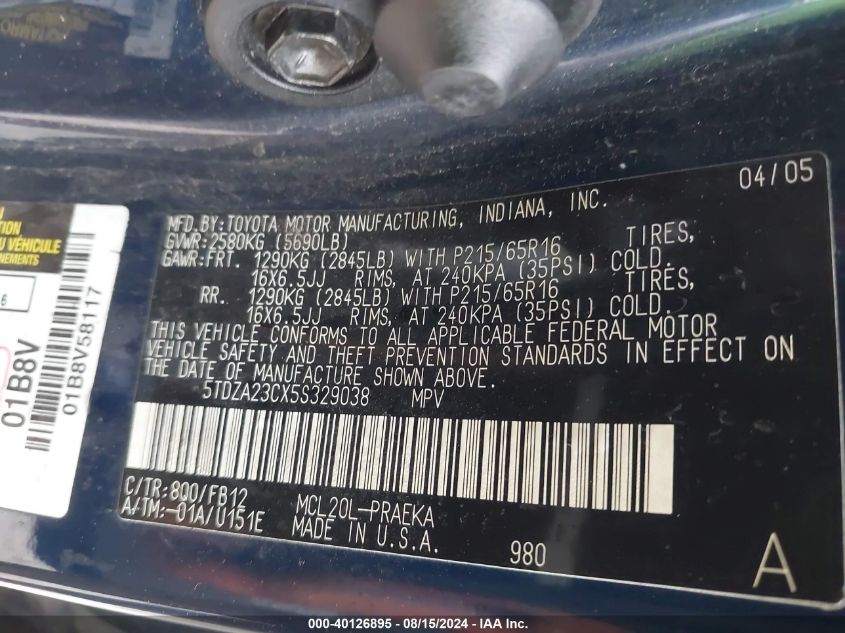 04/05
MFD.BY:TOYOTA MOTOR MANUFACTURING, INDIANA, INC.
GVWR:2580KG (5690LB)
GAWR:FRT. 1290KG (2845LB) WITH P215/65R16 TIRES,
16X6.5JJ RIMS, AT 240KPA (35PSI) COLD.
RR. 1290KG (2845LB) WITH P215/65R16 TIRES,
16X6.5JJ RIMS, AT 240KPA (35PSI) COLD.
THIS VEHICLE CONFORMS TO ALL APPLICABLE FEDERAL MOTOR
VEHICLE SAFETY AND THEFT PREVENTION STANDARDS IN EFFECT ON
THE DATE OF MANUFACTURE SHOWN ABOVE.
5TDZA23CX5S329038 MPV
C/TR:8Q0/FB12 MCL20L-PRAEKA
A/TM:-01A/U151E MADE IN U.S.A.
980 A
TION
U VÉHICULE
6
01B8V
01B8V58117
000-40126895 - 08/15/2024 - IAA Inc.